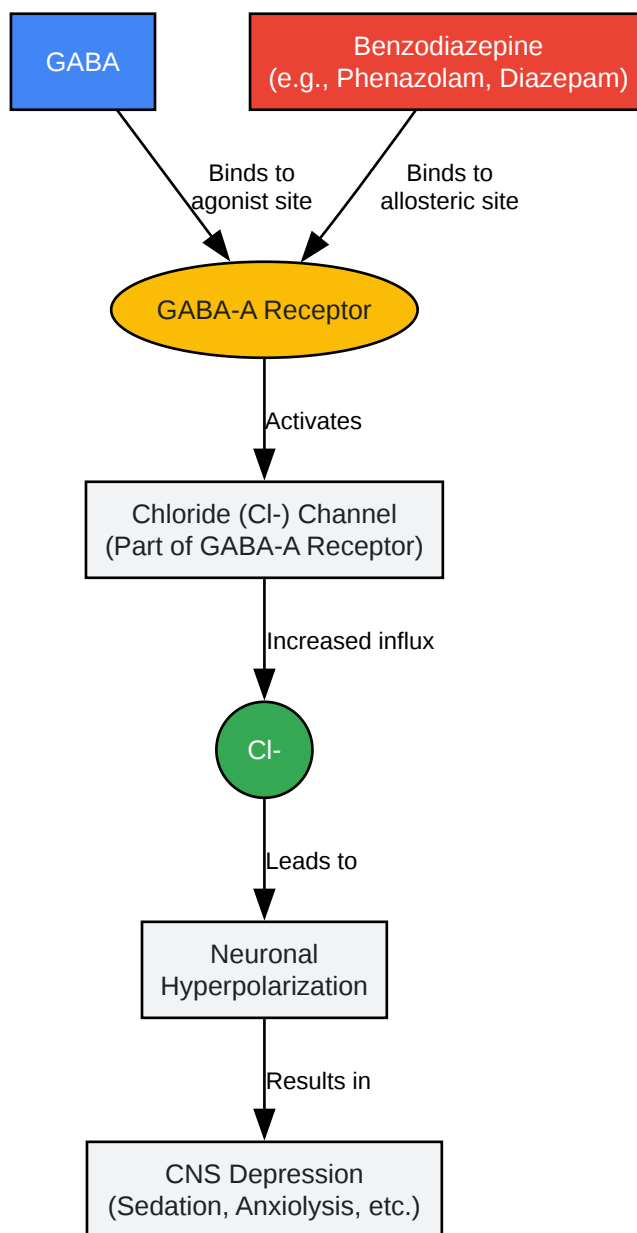 GABA
Benzodiazepine
(e.g., Phenazolam, Diazepam)
Binds to
agonist site
Binds to
allosteric site
GABA-A Receptor
Activates
Chloride (Cl-) Channel
(Part of GABA-A Receptor)
Increased influx
Cl-
Leads to
Neuronal
Hyperpolarization
Results in
CNS Depression
(Sedation, Anxiolysis, etc.)